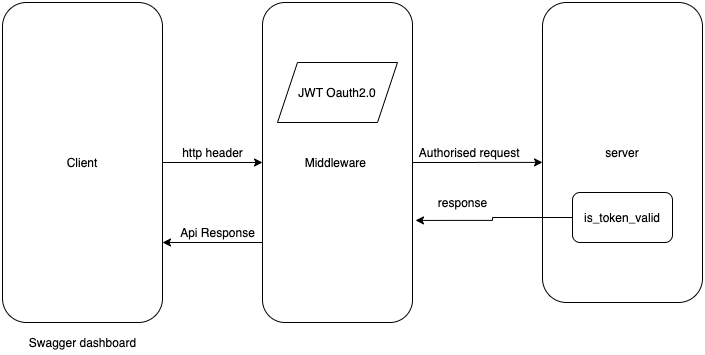 JWT Oauth2.0
http header
Authorised request
Client
Middleware
server
response
is_token_valid
Api Response
Swagger dashboard